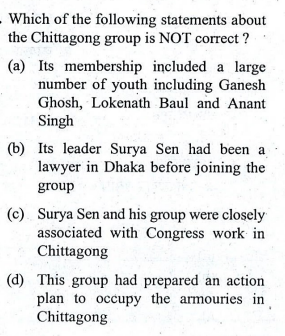 . Which of the following statements about
the Chittagong group is NOT correct ?
(a) Its membership included a large
number of youth including Ganesh
Ghosh, Lokenath Baul and Anant
Singh
(b) Its leader Surya Sen had been a
lawyer in Dhaka before joining the
group
(c) Surya Sen and his group were closely
associated with Congress work in
Chittagong
(d) This group had prepared an action
plan to occupy the armouries in
Chittagong